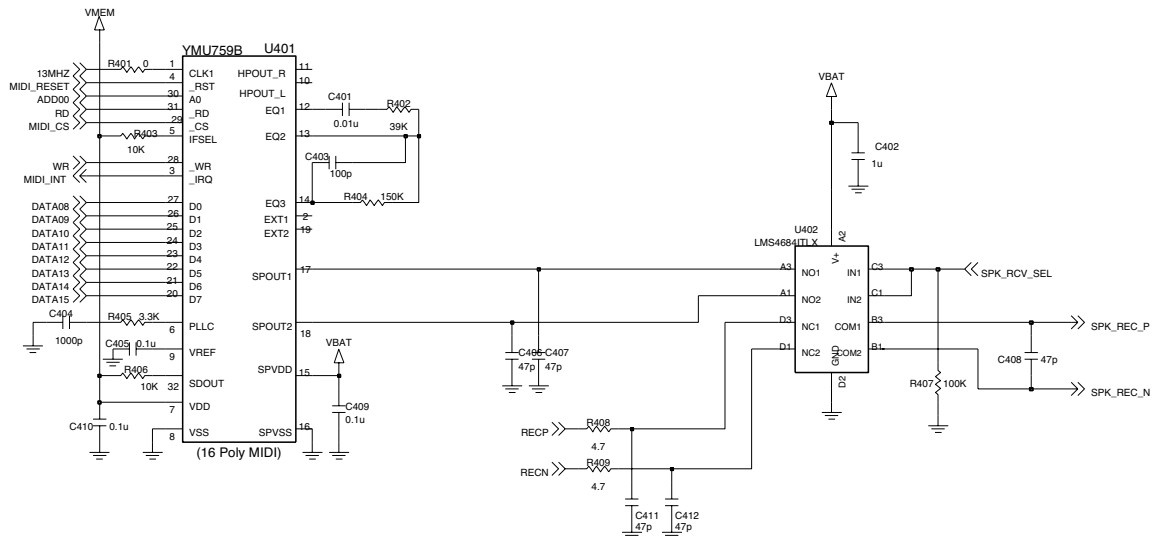 VMEM
YMU759B U401
R401 0
13MHZ 1 CLK1
MIDI_RESET 4 _RST
ADD00 30 A0
RD 31 _RD
MIDI_CS 29 _CS
R403 5 IFSEL
10K
WR 28 _WR
MIDI_INT 3 _IRQ
DATA08 27 D0
DATA09 26 D1
DATA10 25 D2
DATA11 24 D3
DATA12 23 D4
DATA13 22 D5
DATA14 21 D6
DATA15 20 D7
C404 R405 3.3K
1000p 6 PLLC
C405 0.1u
9 VREF
R406
10K 32 SDOUT
7 VDD
C410 0.1u
8 VSS
(16 Poly MIDI)
HPOUT_R 11
HPOUT_L 10
EQ1 12
C401
0.01u
R402
39K
EQ2 13
C403
100p
EQ3 14
R404 150K
EXT1 2
EXT2 19
SPOUT1 17
SPOUT2 18
VBAT
SPVDD 15
C409
0.1u
SPVSS 16
C406 C407
47p 47p
RECP R408
4.7
RECN R409
4.7
C411 C412
47p 47p
VBAT
C402
1u
U402
LMS4684ITLX
A2
V+
A3 NO1 IN1 C3
SPK_RCV_SEL
A1 NO2 IN2 C1
D3 NC1 COM1 B3
SPK_REC_P
D1 NC2 COM2 B1
GND
D2
C408 47p
R407 100K
SPK_REC_N